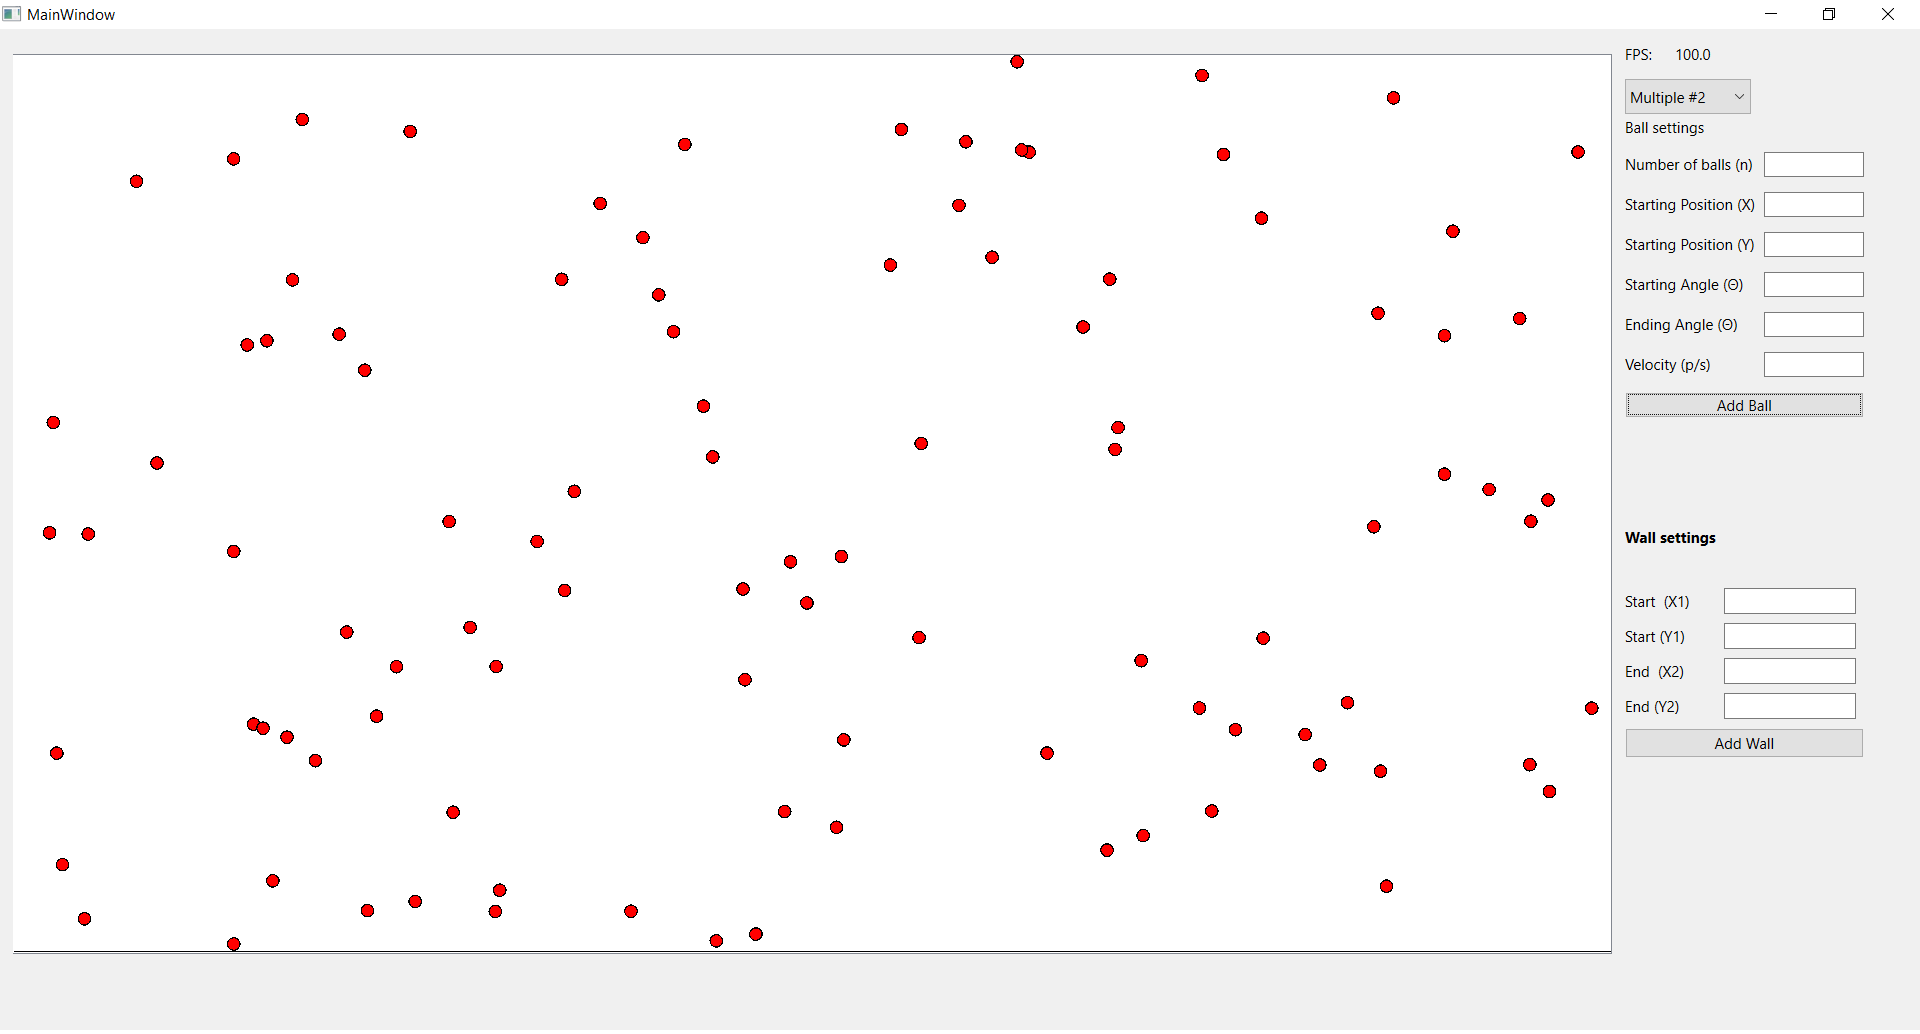 MainWindow
FPS: 100.0
Multiple #2
Ball settings
Number of balls (n)
Starting Position (X)
Starting Position (Y)
Starting Angle (Θ)
Ending Angle (Θ)
Velocity (p/s)
Add Ball
Wall settings
Start (X1)
Start (Y1)
End (X2)
End (Y2)
Add Wall